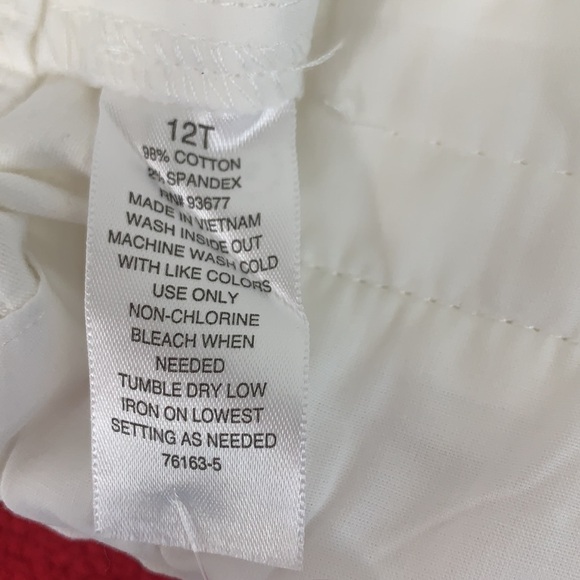 12T
98% COTTON
2% SPANDEX
RN# 93677
MADE IN VIETNAM
WASH INSIDE OUT
MACHINE WASH COLD
WITH LIKE COLORS
USE ONLY
NON-CHLORINE
BLEACH WHEN
NEEDED
TUMBLE DRY LOW
IRON ON LOWEST
SETTING AS NEEDED
76163-5